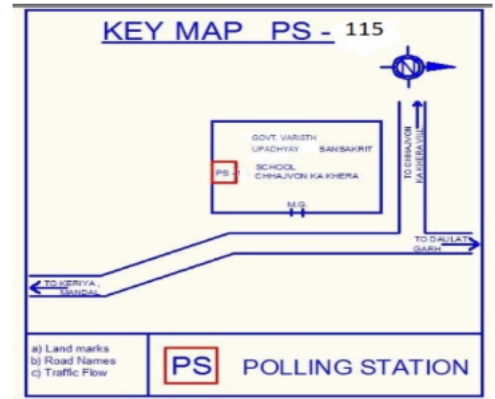 KEY MAP PS - 115
N
GOVT. VARISTH
UPADHYAY SANSAKRIT
PS -
SCHOOL
CHHAJVON KA KHERA
M.G.
TO CHHAJVON
KA KHERA VILL
TO DAULAT
GARH
TO KERIYA,
MANDAL
a) Land marks
b) Road Names
c) Traffic Flow
PS POLLING STATION